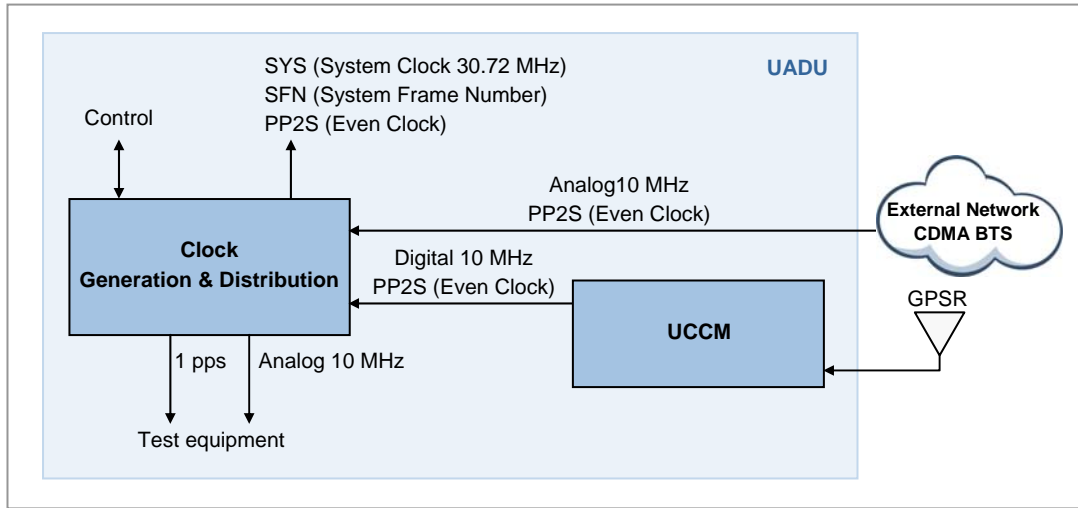 SYS (System Clock 30.72 MHz)
UADU
SFN (System Frame Number)
Control
PP2S (Even Clock)
Analog10 MHz
PP2S (Even Clock)
External Network
CDMA BTS
Clock
Generation & Distribution
Digital 10 MHz
PP2S (Even Clock)
GPSR
UCCM
1 pps
Analog 10 MHz
Test equipment